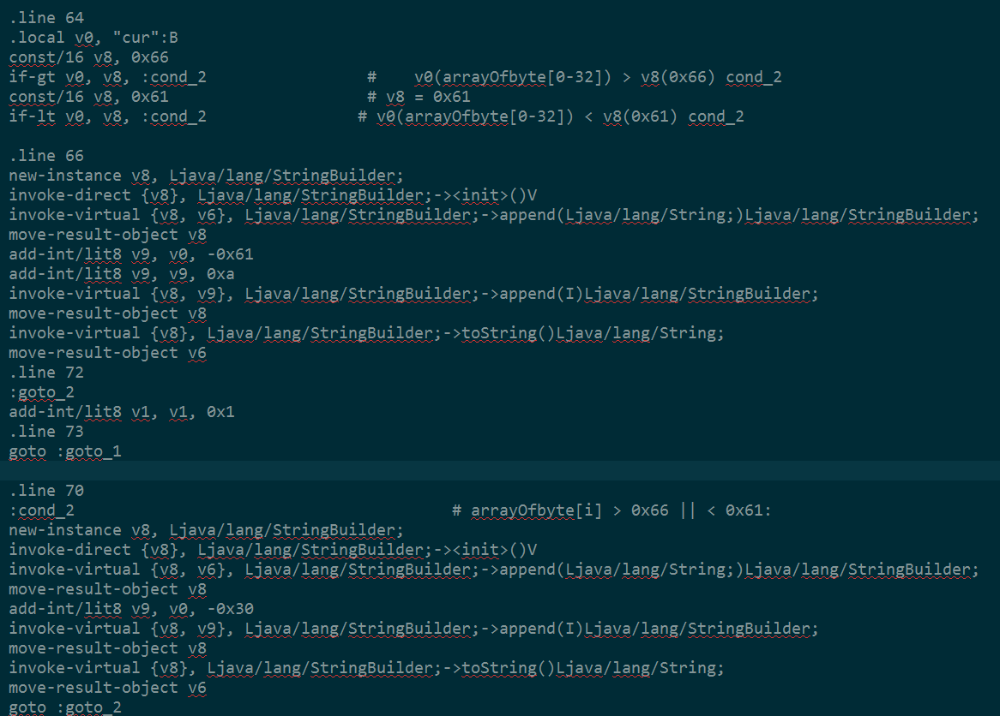 .line 64
.local v0, "cur":B
const/16 v8, 0x66
if-gt v0, v8, :cond_2 # v0(arrayOfbyte[0-32]) > v8(0x66) cond_2
const/16 v8, 0x61 # v8 = 0x61
if-lt v0, v8, :cond_2 # v0(arrayOfbyte[0-32]) < v8(0x61) cond_2
.line 66
new-instance v8, Ljava/lang/StringBuilder;
invoke-direct {v8}, Ljava/lang/StringBuilder;-><init>()V
invoke-virtual {v8, v6}, Ljava/lang/StringBuilder;->append(Ljava/lang/String;)Ljava/lang/StringBuilder;
move-result-object v8
add-int/lit8 v9, v0, -0x61
add-int/lit8 v9, v9, 0xa
invoke-virtual {v8, v9}, Ljava/lang/StringBuilder;->append(I)Ljava/lang/StringBuilder;
move-result-object v8
invoke-virtual {v8}, Ljava/lang/StringBuilder;->toString()Ljava/lang/String;
move-result-object v6
.line 72
:goto_2
add-int/lit8 v1, v1, 0x1
.line 73
goto :goto_1
.line 70
:cond_2 # arrayOfbyte[i] > 0x66 || < 0x61:
new-instance v8, Ljava/lang/StringBuilder;
invoke-direct {v8}, Ljava/lang/StringBuilder;-><init>()V
invoke-virtual {v8, v6}, Ljava/lang/StringBuilder;->append(Ljava/lang/String;)Ljava/lang/StringBuilder;
move-result-object v8
add-int/lit8 v9, v0, -0x30
invoke-virtual {v8, v9}, Ljava/lang/StringBuilder;->append(I)Ljava/lang/StringBuilder;
move-result-object v8
invoke-virtual {v8}, Ljava/lang/StringBuilder;->toString()Ljava/lang/String;
move-result-object v6
goto :goto_2